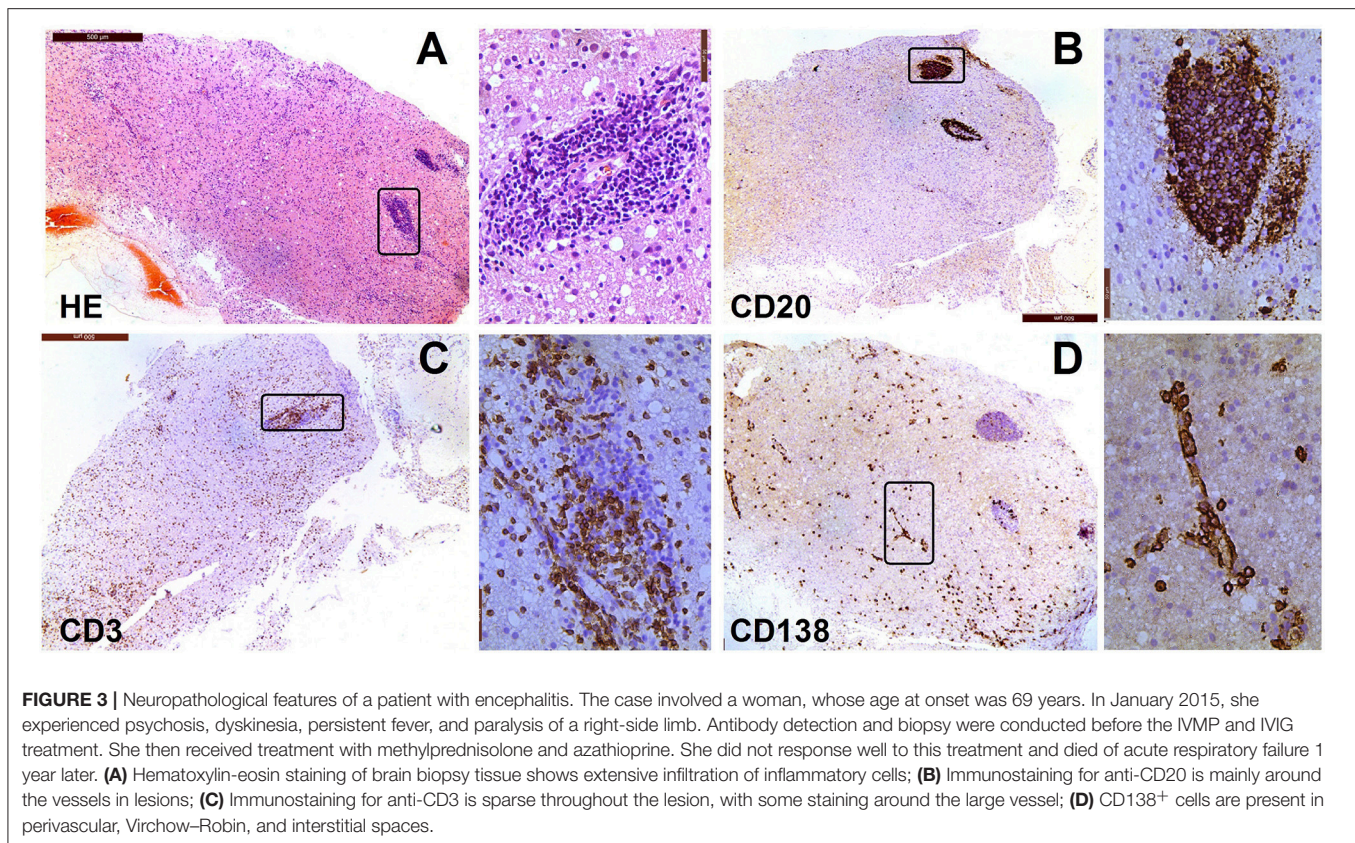 500 μm
A
HE
B
CD20
500 μm
500 μm
C
CD3
D
CD138
FIGURE 3 | Neuropathological features of a patient with encephalitis. The case involved a woman, whose age at onset was 69 years. In January 2015, she
experienced psychosis, dyskinesia, persistent fever, and paralysis of a right-side limb. Antibody detection and biopsy were conducted before the IVMP and IVIG
treatment. She then received treatment with methylprednisolone and azathioprine. She did not response well to this treatment and died of acute respiratory failure 1
year later. (A) Hematoxylin-eosin staining of brain biopsy tissue shows extensive infiltration of inflammatory cells; (B) Immunostaining for anti-CD20 is mainly around
the vessels in lesions; (C) Immunostaining for anti-CD3 is sparse throughout the lesion, with some staining around the large vessel; (D) CD138+ cells are present in
perivascular, Virchow–Robin, and interstitial spaces.